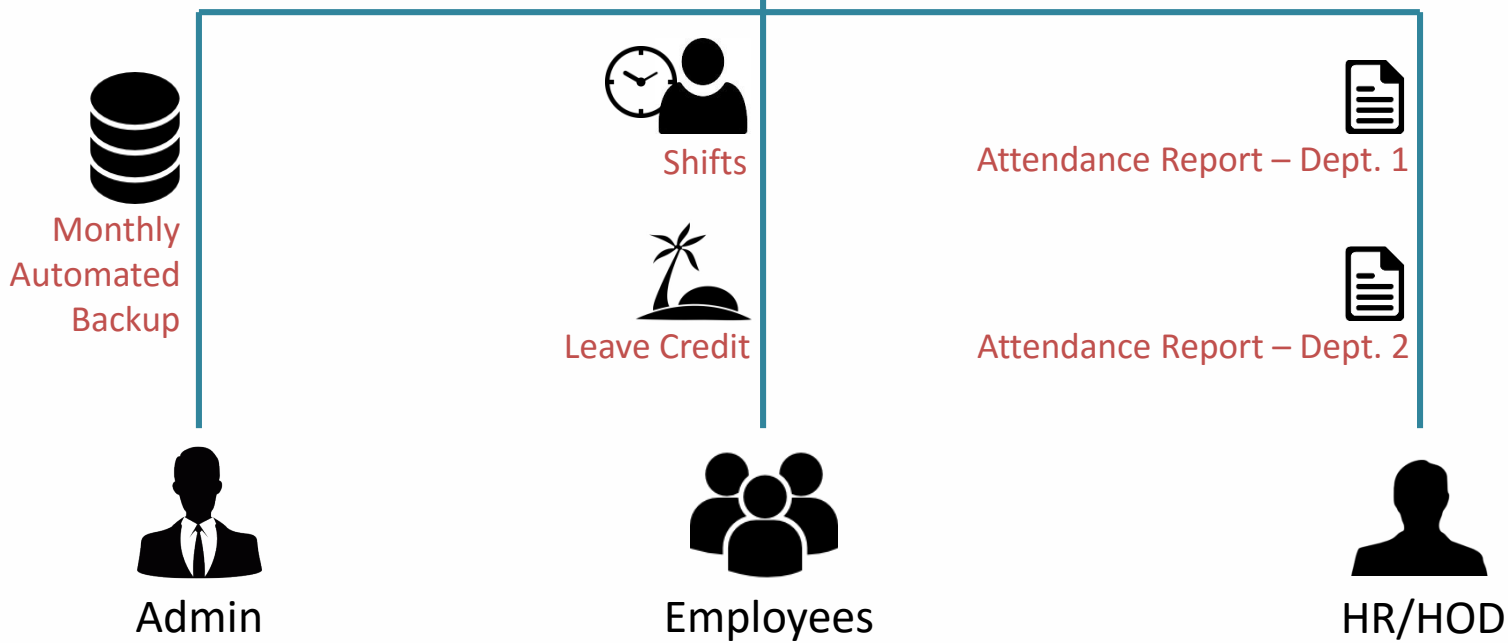 Monthly
Automated
Backup
Shifts
Leave Credit
Attendance Report – Dept. 1
Attendance Report – Dept. 2
Admin
Employees
HR/HOD